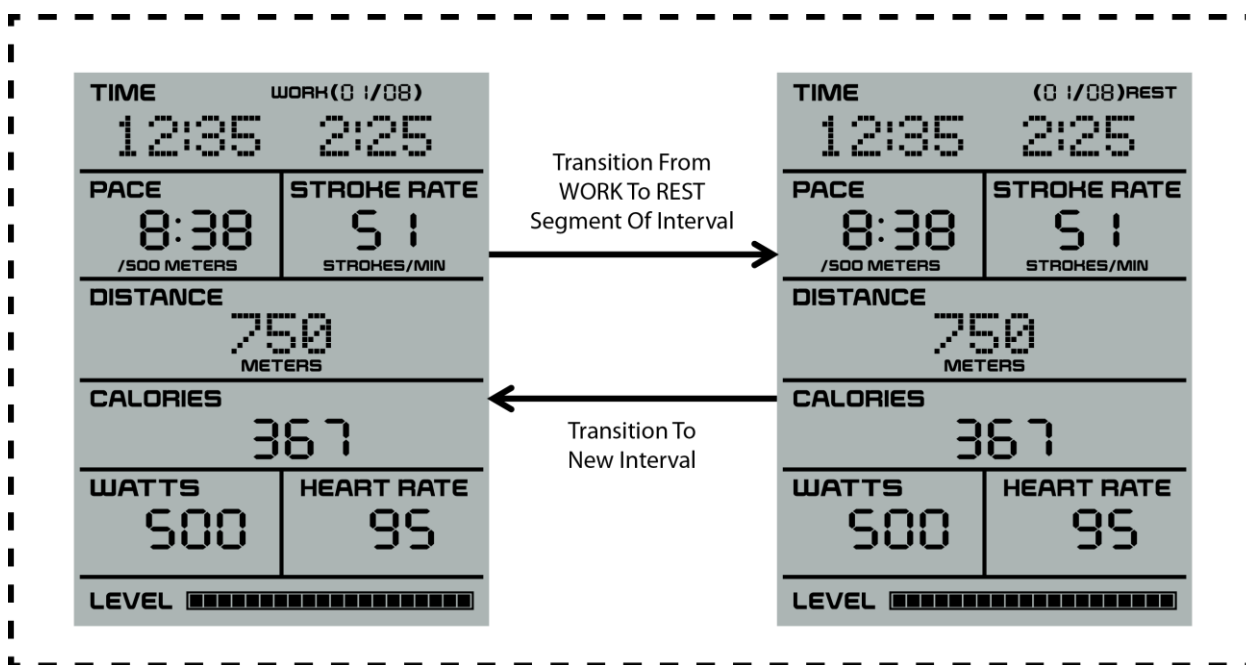 TIME WORK(01/08)
12:35 2:25
PACE STROKE RATE
8:38 51
/500 METERS STROKES/MIN
DISTANCE
750
METERS
CALORIES
367
WATTS HEART RATE
500 95
LEVEL
Transition From
WORK To REST
Segment Of Interval
Transition To
New Interval
TIME (01/08)REST
12:35 2:25
PACE STROKE RATE
8:38 51
/500 METERS STROKES/MIN
DISTANCE
750
METERS
CALORIES
367
WATTS HEART RATE
500 95
LEVEL